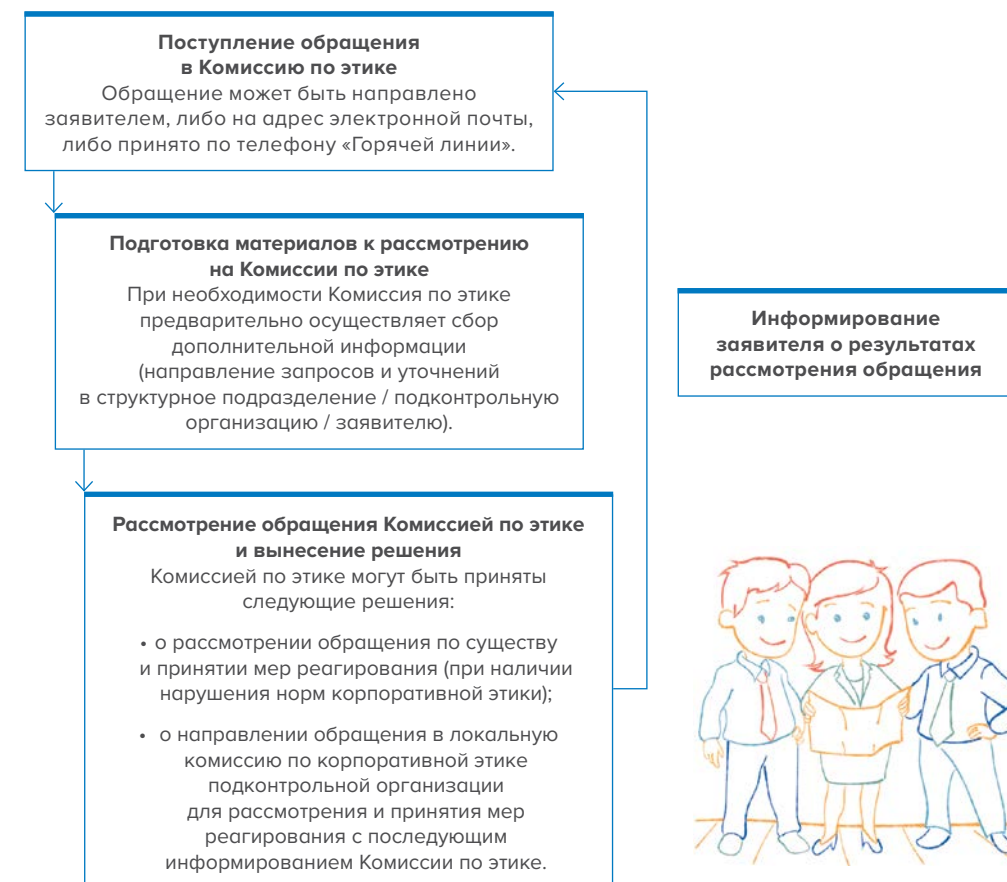 Поступление обращения
в Комиссию по этике
Обращение может быть направлено
заявителем, либо на адрес электронной почты,
либо принято по телефону «Горячей линии».
Подготовка материалов к рассмотрению
на Комиссии по этике
При необходимости Комиссия по этике
предварительно осуществляет сбор
дополнительной информации
(направление запросов и уточнений
в структурное подразделение / подконтрольную
организацию / заявителю).
Рассмотрение обращения Комиссией по этике
и вынесение решения
Комиссией по этике могут быть приняты
следующие решения:
• о рассмотрении обращения по существу
и принятии мер реагирования (при наличии
нарушения норм корпоративной этики);
• о направлении обращения в локальную
комиссию по корпоративной этике
подконтрольной организации
для рассмотрения и принятия мер
реагирования с последующим
информированием Комиссии по этике.
Информирование
заявителя о результатах
рассмотрения обращения